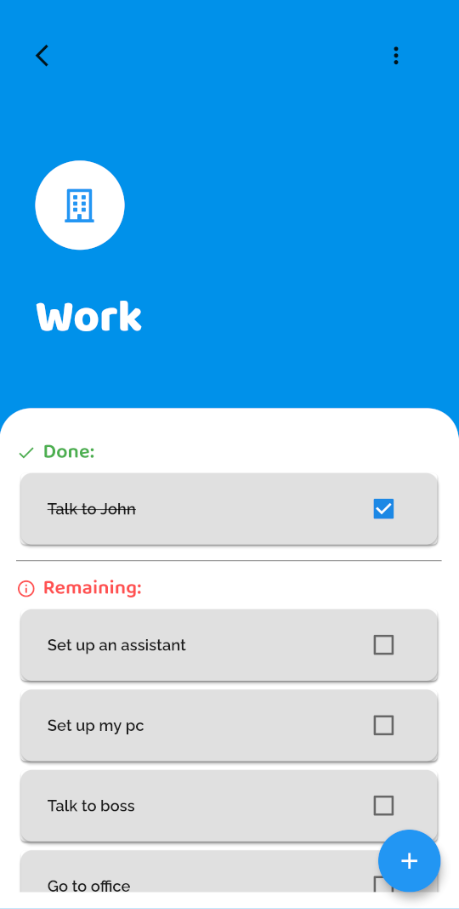 Work
Done:
Talk to John
Remaining:
Set up an assistant
Set up my pc
Talk to boss
Go to office